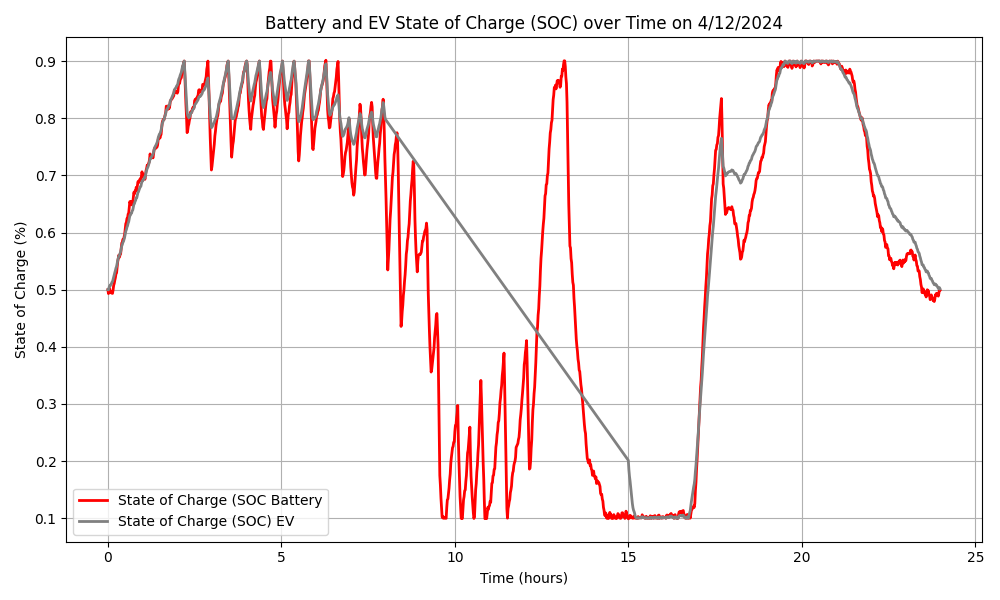 Battery and EV State of Charge (SOC) over Time on 4/12/2024
State of Charge (%)
0.9
0.8
0.7
0.6
0.5
0.4
0.3
0.2
0.1
State of Charge (SOC Battery
State of Charge (SOC) EV
0 5 10 15 20 25
Time (hours)